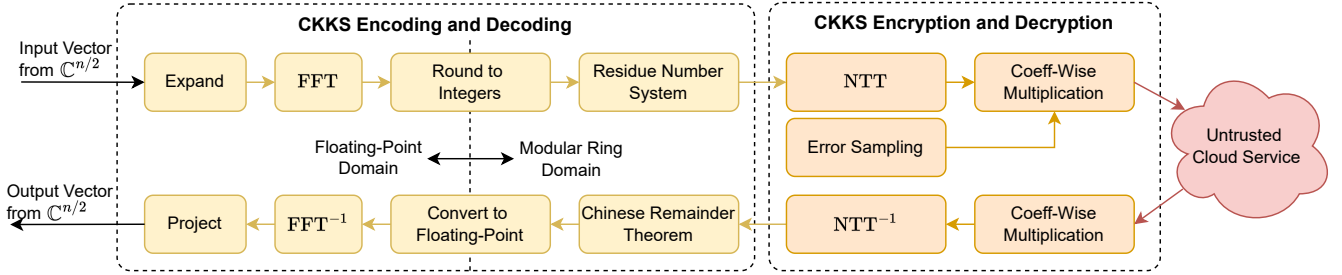 CKKS Encoding and Decoding
CKKS Encryption and Decryption
Input Vector
from ℂ^{n/2}
Expand
FFT
Round to
Integers
Residue Number
System
NTT
Coeff-Wise
Multiplication
Error Sampling
Untrusted
Cloud Service
Floating-Point
Domain
Modular Ring
Domain
Output Vector
from ℂ^{n/2}
Project
FFT⁻¹
Convert to
Floating-Point
Chinese Remainder
Theorem
NTT⁻¹
Coeff-Wise
Multiplication